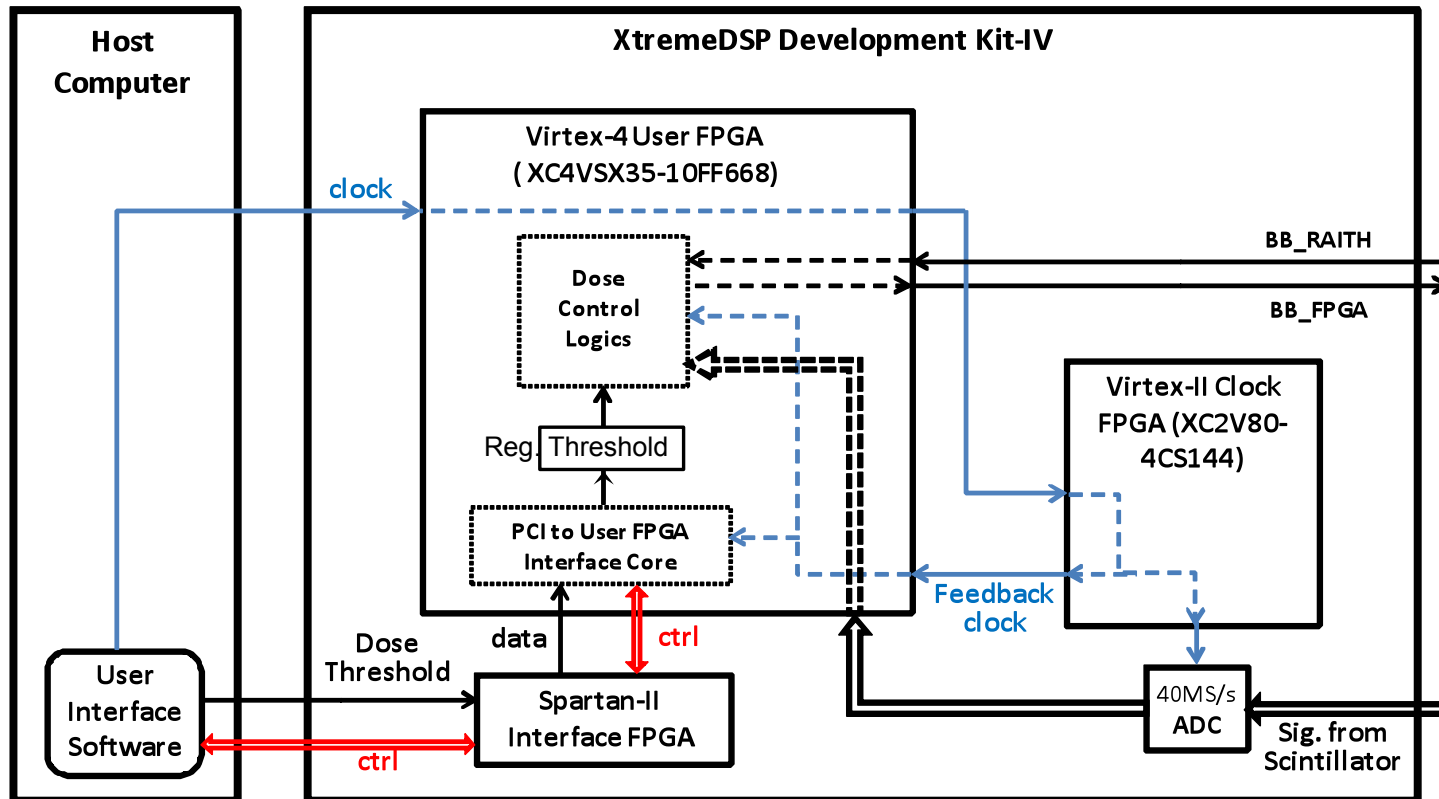 Host
Computer
XtremeDSP Development Kit-IV
Virtex-4 User FPGA
( XC4VSX35-10FF668)
clock
BB_RAITH
BB_FPGA
Dose
Control
Logics
Virtex-II Clock
FPGA (XC2V80-
4CS144)
Reg. Threshold
PCI to User FPGA
Interface Core
Feedback
clock
data
ctrl
Dose
Threshold
User
Interface
Software
Spartan-II
Interface FPGA
ctrl
40MS/s
ADC
Sig. from
Scintillator